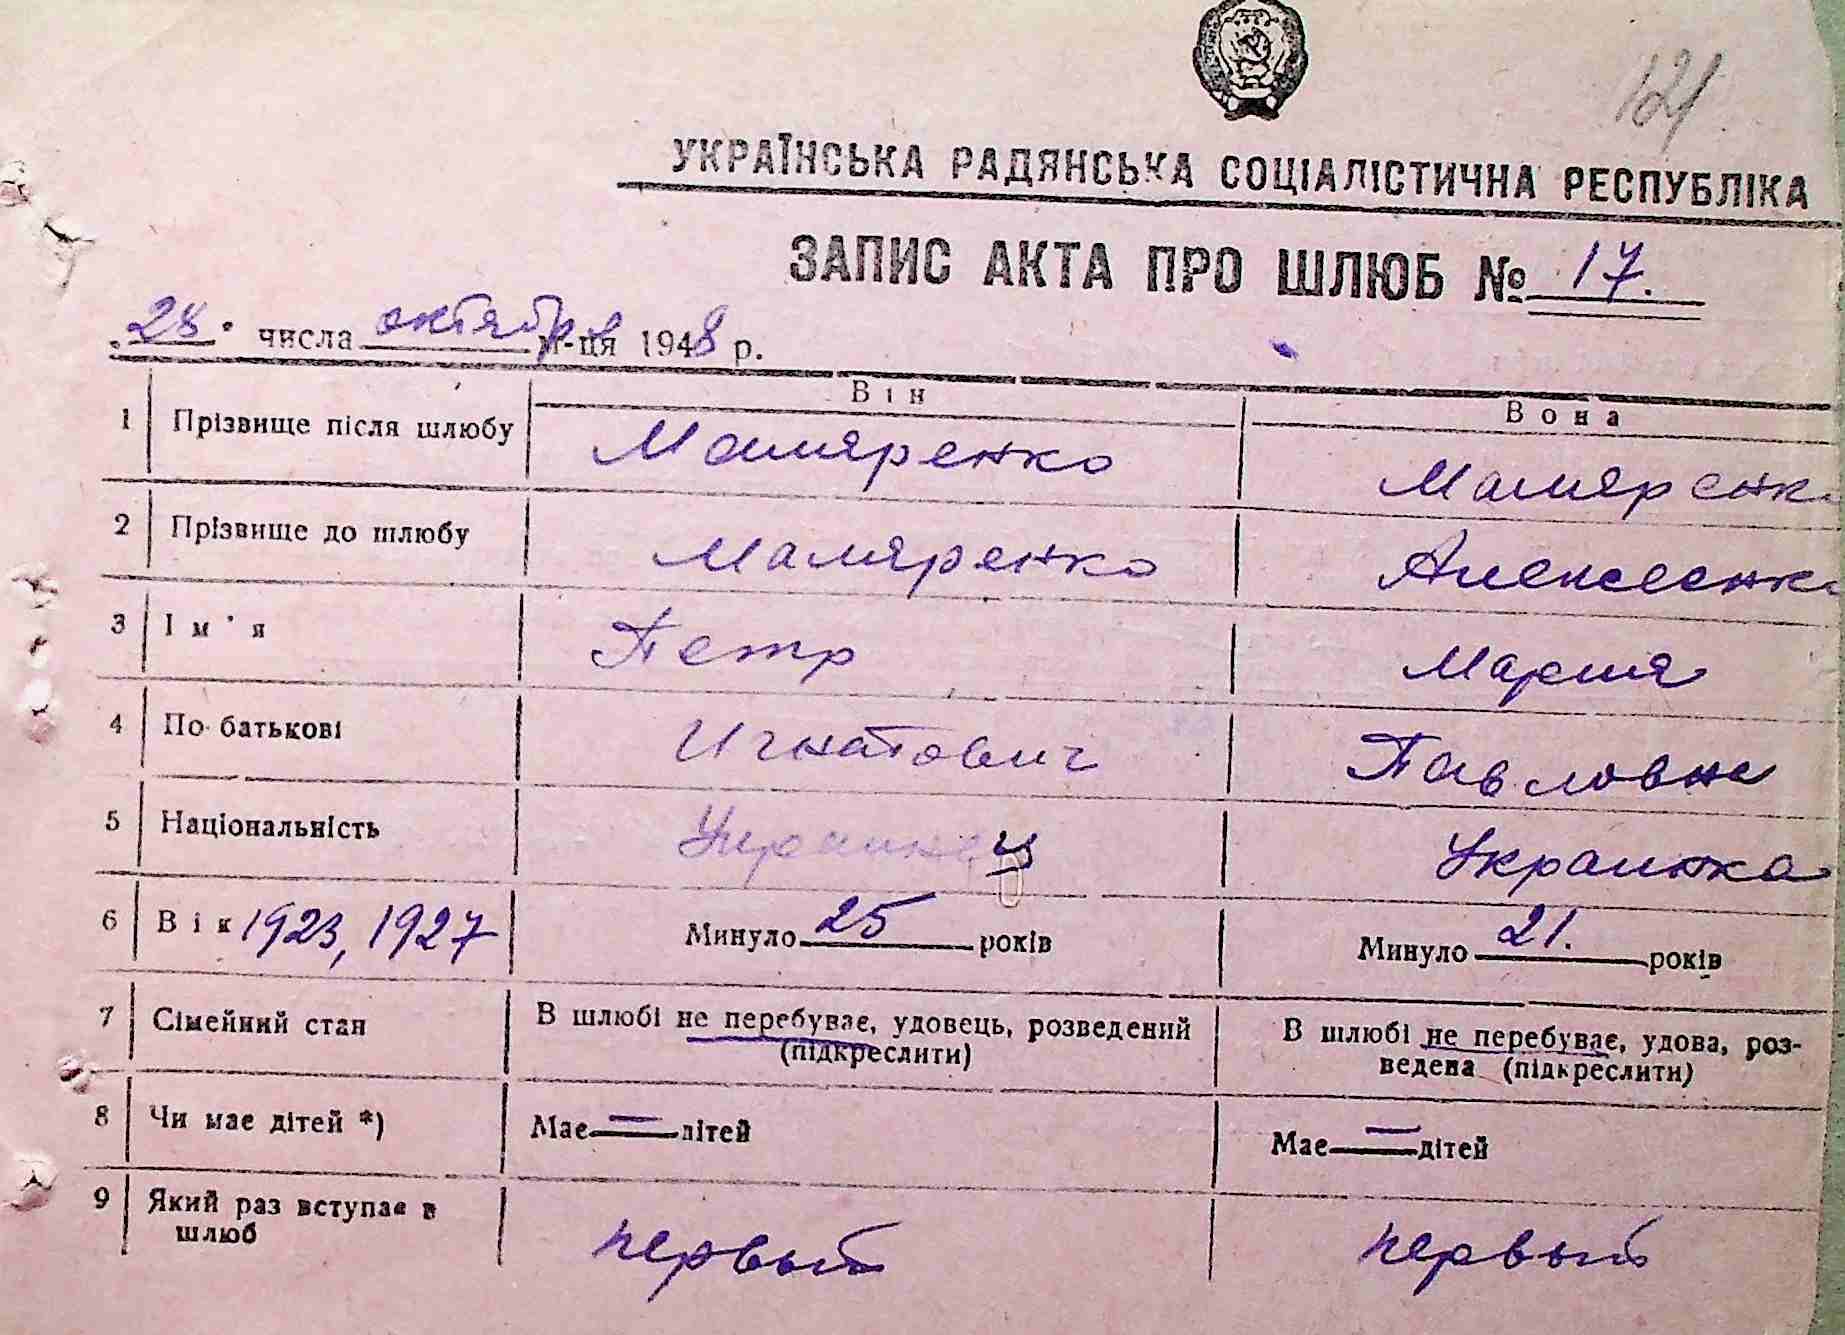 121
УКРАЇНСЬКА РАДЯНСЬКА СОЦІАЛІСТИЧНА РЕСПУБЛІКА
ЗАПИС АКТА ПРО ШЛЮБ № 17.
„28" числа октября м-ця 1948 р.
Він Вона
1 Прізвище після шлюбу Маляренко Маляренко
2 Прізвище до шлюбу Маляренко Алексеенко
3 Ім'я Петр Мария
4 По батькові Игнатович Павловна
5 Національність Украинец Украинка
6 Вік 1923, 1927 Минуло 25 років Минуло 21. років
7 Сімейний стан В шлюбі не перебуває, удовець, розведений В шлюбі не перебуває, удова, роз-
(підкреслити) ведена (підкреслити)
8 Чи має дітей *) Має — дітей Має — дітей
9 Який раз вступає в
шлюб первый первый